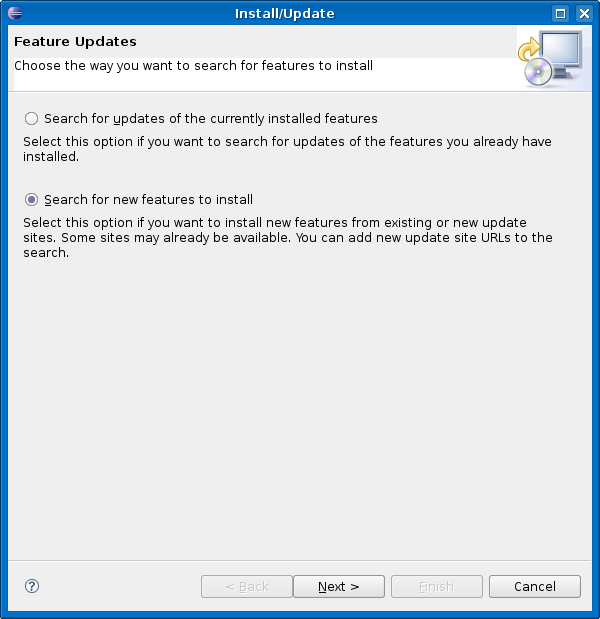 Install/Update
Feature Updates
Choose the way you want to search for features to install
Search for updates of the currently installed features
Select this option if you want to search for updates of the features you already have
installed.
Search for new features to install
Select this option if you want to install new features from existing or new update
sites. Some sites may already be available. You can add new update site URLs to the
search.
? < Back Next > Finish Cancel